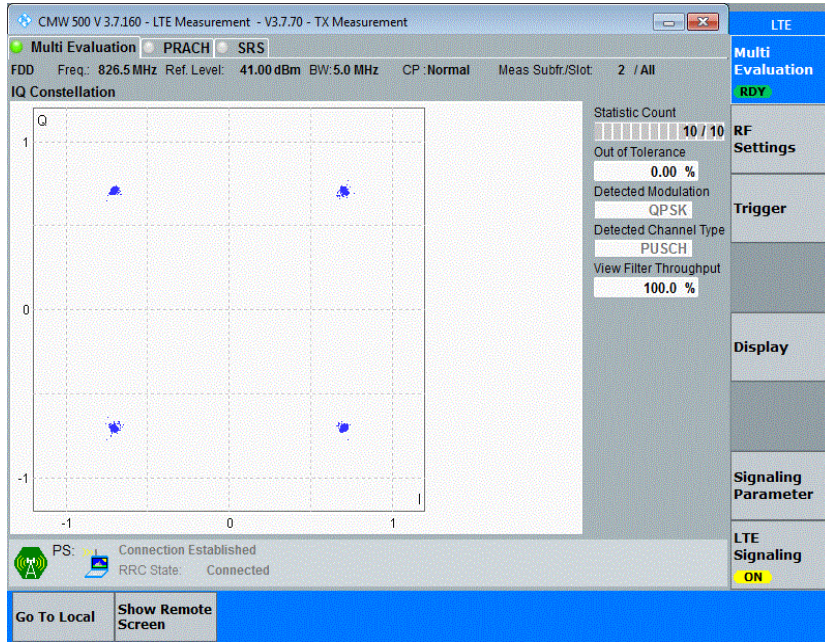 CMW 500 V 3.7.160 - LTE Measurement - V3.7.70 - TX Measurement
LTE
Multi Evaluation PRACH SRS
FDD Freq.: 826.5 MHz Ref. Level: 41.00 dBm BW: 5.0 MHz CP : Normal Meas Subfr./Slot: 2 / All
IQ Constellation
Q
1
0
-1
I
-1 0 1
Statistic Count
10 / 10
Out of Tolerance
0.00 %
Detected Modulation
QPSK
Detected Channel Type
PUSCH
View Filter Throughput
100.0 %
Multi
Evaluation
RDY
RF
Settings
Trigger
Display
Signaling
Parameter
LTE
Signaling
ON
PS: Connection Established
RRC State: Connected
Go To Local
Show Remote
Screen